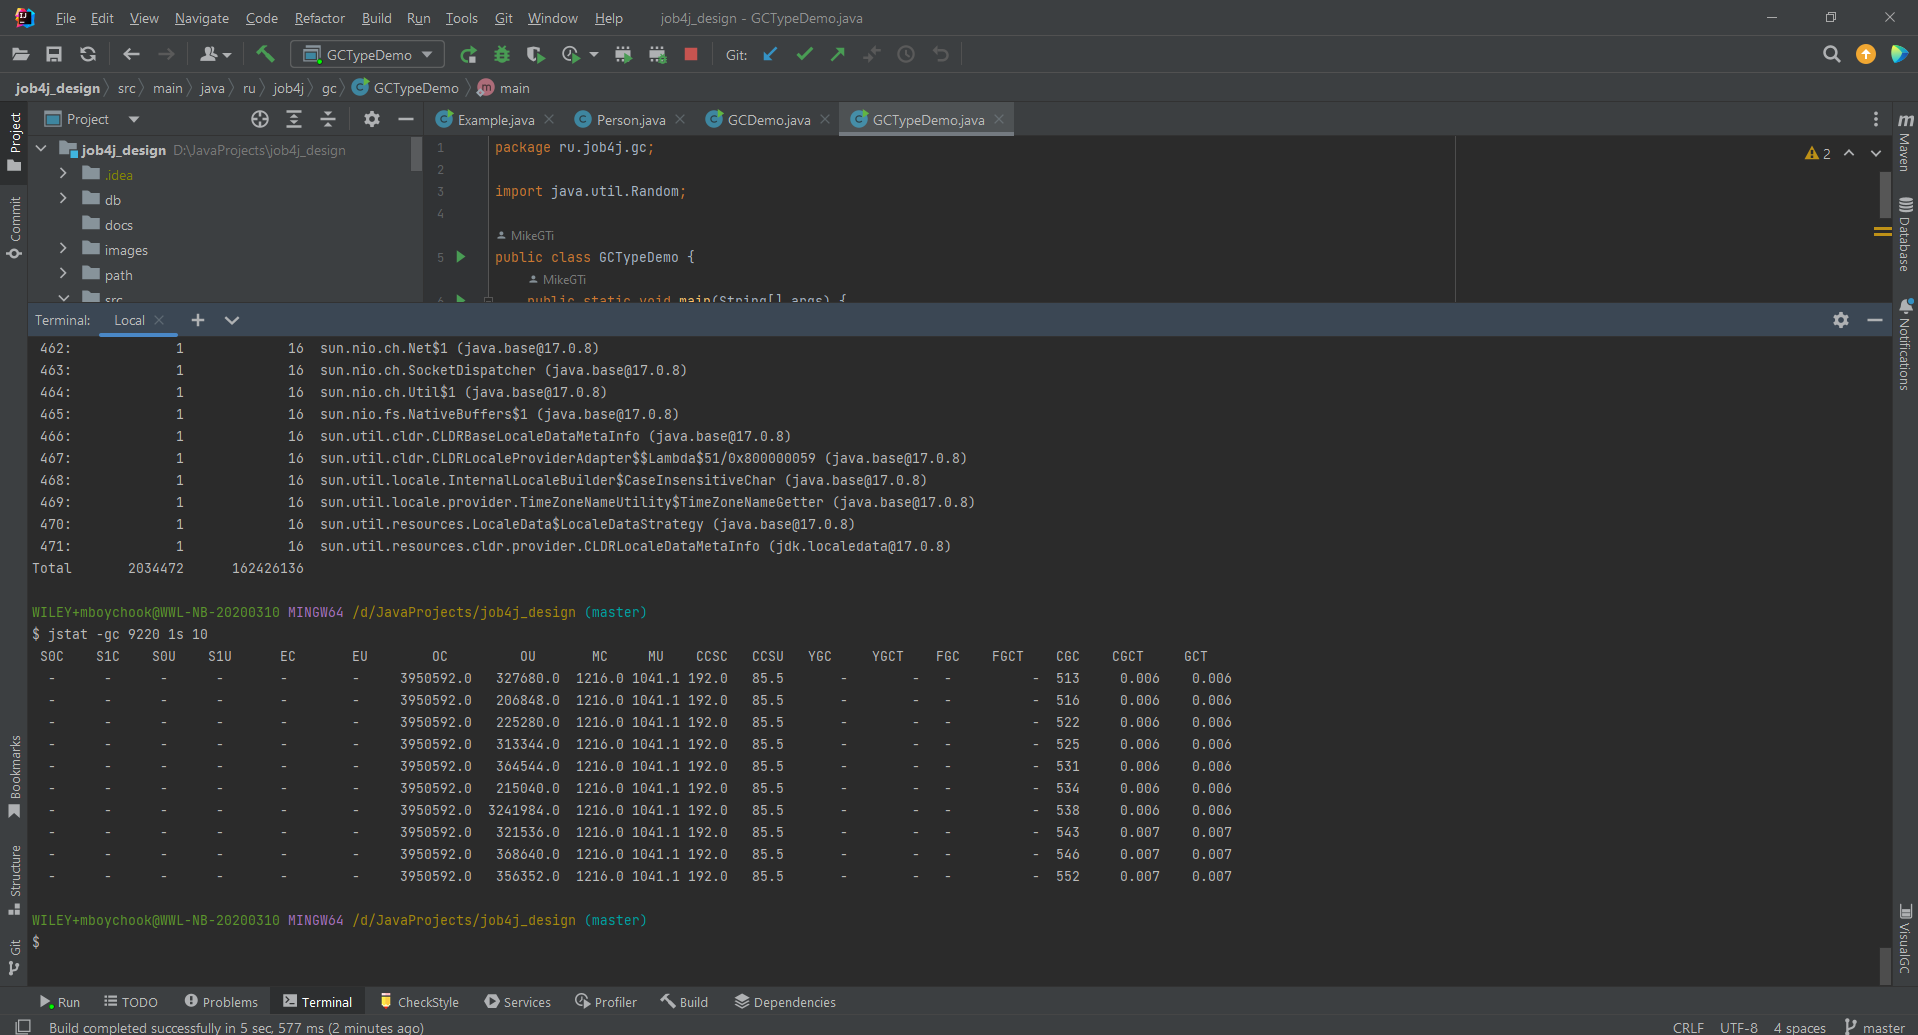 File Edit View Navigate Code Refactor Build Run Tools Git Window Help job4j_design - GCTypeDemo.java
GCTypeDemo Git:
job4j_design src main java ru job4j gc GCTypeDemo main
Project Example.java Person.java GCDemo.java GCTypeDemo.java
job4j_design D:\JavaProjects\job4j_design
.idea
db
docs
images
path
src
1 package ru.job4j.gc;
2
3 import java.util.Random;
4
MikeGTi
5 public class GCTypeDemo {
MikeGTi
6 public static void main(String[] args) {
2
Project
Commit
Bookmarks
Structure
Git
Maven
Database
Notifications
VisualGC
Terminal: Local
462: 1 16 sun.nio.ch.Net$1 (java.base@17.0.8)
463: 1 16 sun.nio.ch.SocketDispatcher (java.base@17.0.8)
464: 1 16 sun.nio.ch.Util$1 (java.base@17.0.8)
465: 1 16 sun.nio.fs.NativeBuffers$1 (java.base@17.0.8)
466: 1 16 sun.util.cldr.CLDRBaseLocaleDataMetaInfo (java.base@17.0.8)
467: 1 16 sun.util.cldr.CLDRLocaleProviderAdapter$$Lambda$51/0x800000059 (java.base@17.0.8)
468: 1 16 sun.util.locale.InternalLocaleBuilder$CaseInsensitiveChar (java.base@17.0.8)
469: 1 16 sun.util.locale.provider.TimeZoneNameUtility$TimeZoneNameGetter (java.base@17.0.8)
470: 1 16 sun.util.resources.LocaleData$LocaleDataStrategy (java.base@17.0.8)
471: 1 16 sun.util.resources.cldr.provider.CLDRLocaleDataMetaInfo (jdk.localedata@17.0.8)
Total 2034472 162426136
WILEY+mboychook@WWL-NB-20200310 MINGW64 /d/JavaProjects/job4j_design (master)
$ jstat -gc 9220 1s 10
S0C S1C S0U S1U EC EU OC OU MC MU CCSC CCSU YGC YGCT FGC FGCT CGC CGCT GCT
- - - - - - 3950592.0 327680.0 1216.0 1041.1 192.0 85.5 - - - - 513 0.006 0.006
- - - - - - 3950592.0 206848.0 1216.0 1041.1 192.0 85.5 - - - - 516 0.006 0.006
- - - - - - 3950592.0 225280.0 1216.0 1041.1 192.0 85.5 - - - - 522 0.006 0.006
- - - - - - 3950592.0 313344.0 1216.0 1041.1 192.0 85.5 - - - - 525 0.006 0.006
- - - - - - 3950592.0 364544.0 1216.0 1041.1 192.0 85.5 - - - - 531 0.006 0.006
- - - - - - 3950592.0 215040.0 1216.0 1041.1 192.0 85.5 - - - - 534 0.006 0.006
- - - - - - 3950592.0 3241984.0 1216.0 1041.1 192.0 85.5 - - - - 538 0.006 0.006
- - - - - - 3950592.0 321536.0 1216.0 1041.1 192.0 85.5 - - - - 543 0.007 0.007
- - - - - - 3950592.0 368640.0 1216.0 1041.1 192.0 85.5 - - - - 546 0.007 0.007
- - - - - - 3950592.0 356352.0 1216.0 1041.1 192.0 85.5 - - - - 552 0.007 0.007
WILEY+mboychook@WWL-NB-20200310 MINGW64 /d/JavaProjects/job4j_design (master)
$
Run TODO Problems Terminal CheckStyle Services Profiler Build Dependencies
Build completed successfully in 5 sec, 577 ms (2 minutes ago) CRLF UTF-8 4 spaces master